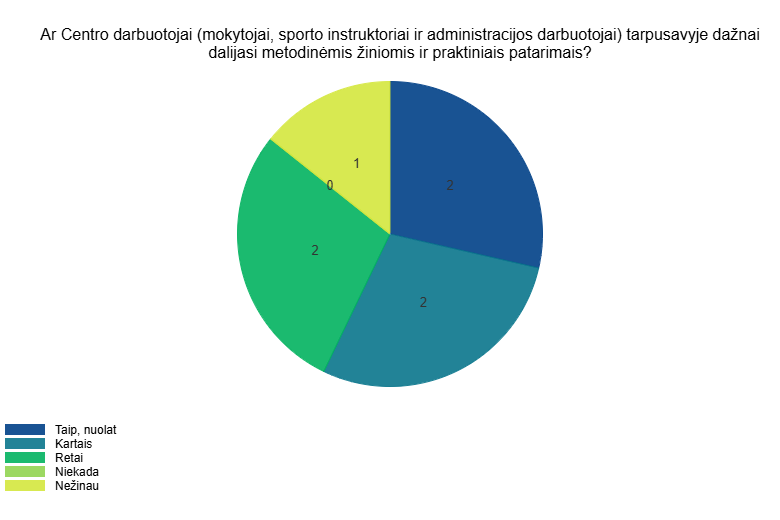 Ar Centro darbuotojai (mokytojai, sporto instruktoriai ir administracijos darbuotojai) tarpusavyje dažnai
dalijasi metodinėmis žiniomis ir praktiniais patarimais?
1
0
2
2
2
Taip, nuolat
Kartais
Retai
Niekada
Nežinau